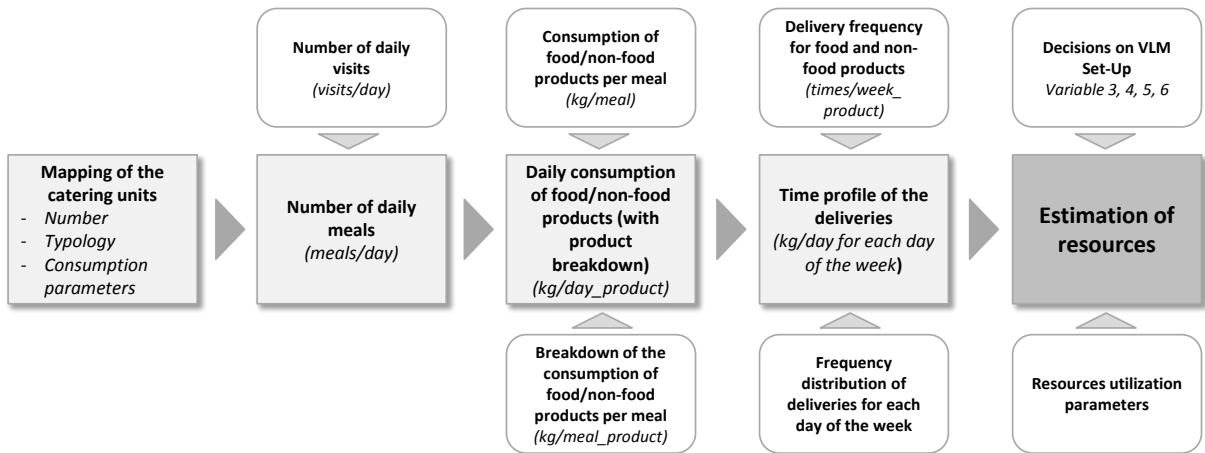 Number of daily
visits
(visits/day)
Consumption of
food/non-food
products per meal
(kg/meal)
Delivery frequency
for food and non-
food products
(times/week_
product)
Decisions on VLM
Set-Up
Variable 3, 4, 5, 6
Mapping of the
catering units
- Number
- Typology
- Consumption
parameters
Number of daily
meals
(meals/day)
Daily consumption
of food/non-food
products (with
product
breakdown)
(kg/day_product)
Time profile of the
deliveries
(kg/day for each day
of the week)
Estimation of
resources
Breakdown of the
consumption of
food/non-food
products per meal
(kg/meal_product)
Frequency
distribution of
deliveries for each
day of the week
Resources utilization
parameters